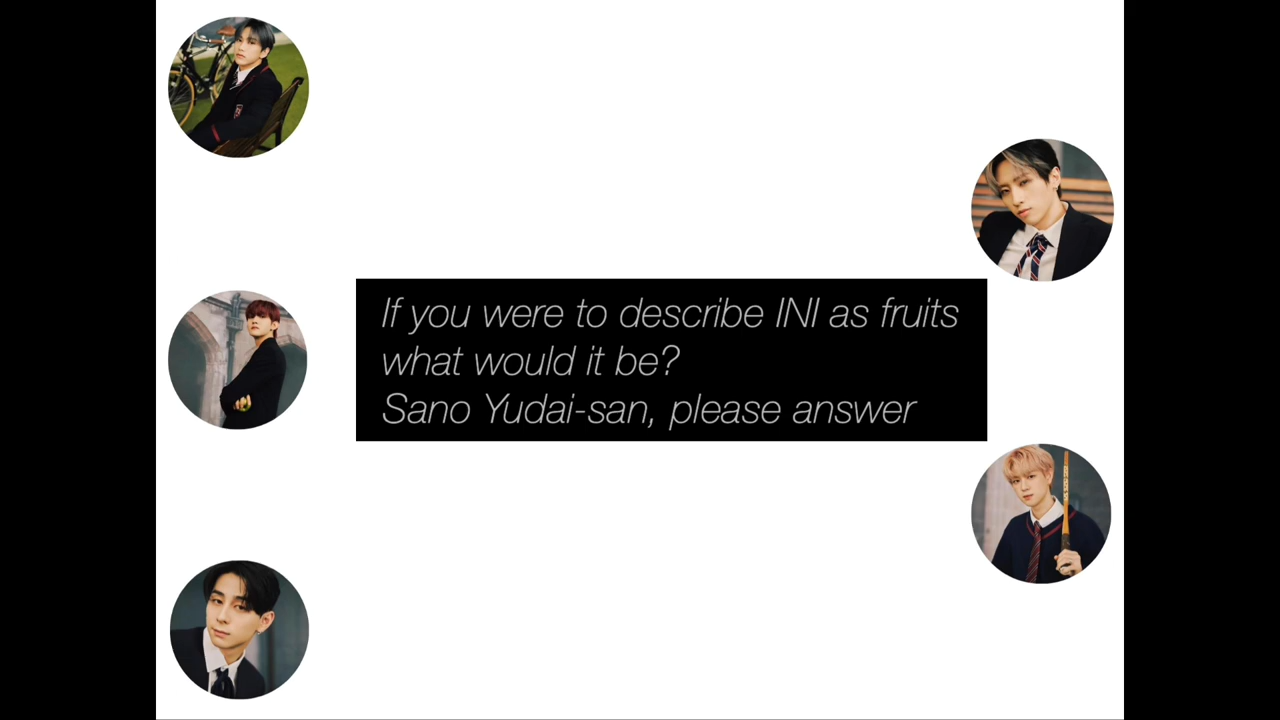 If you were to describe INI as fruits
what would it be?
Sano Yudai-san, please answer